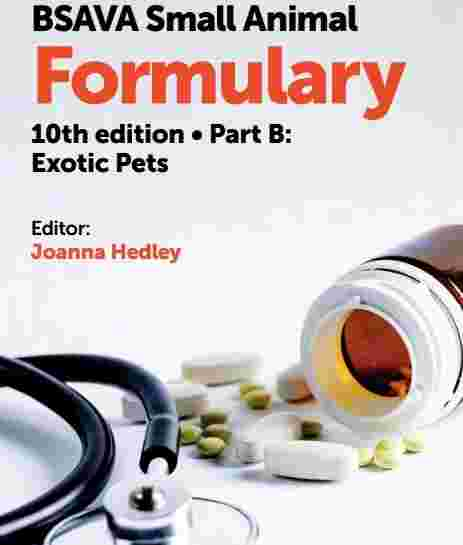 BSAVA Small Animal
Formulary
10th edition • Part B:
Exotic Pets
Editor:
Joanna Hedley